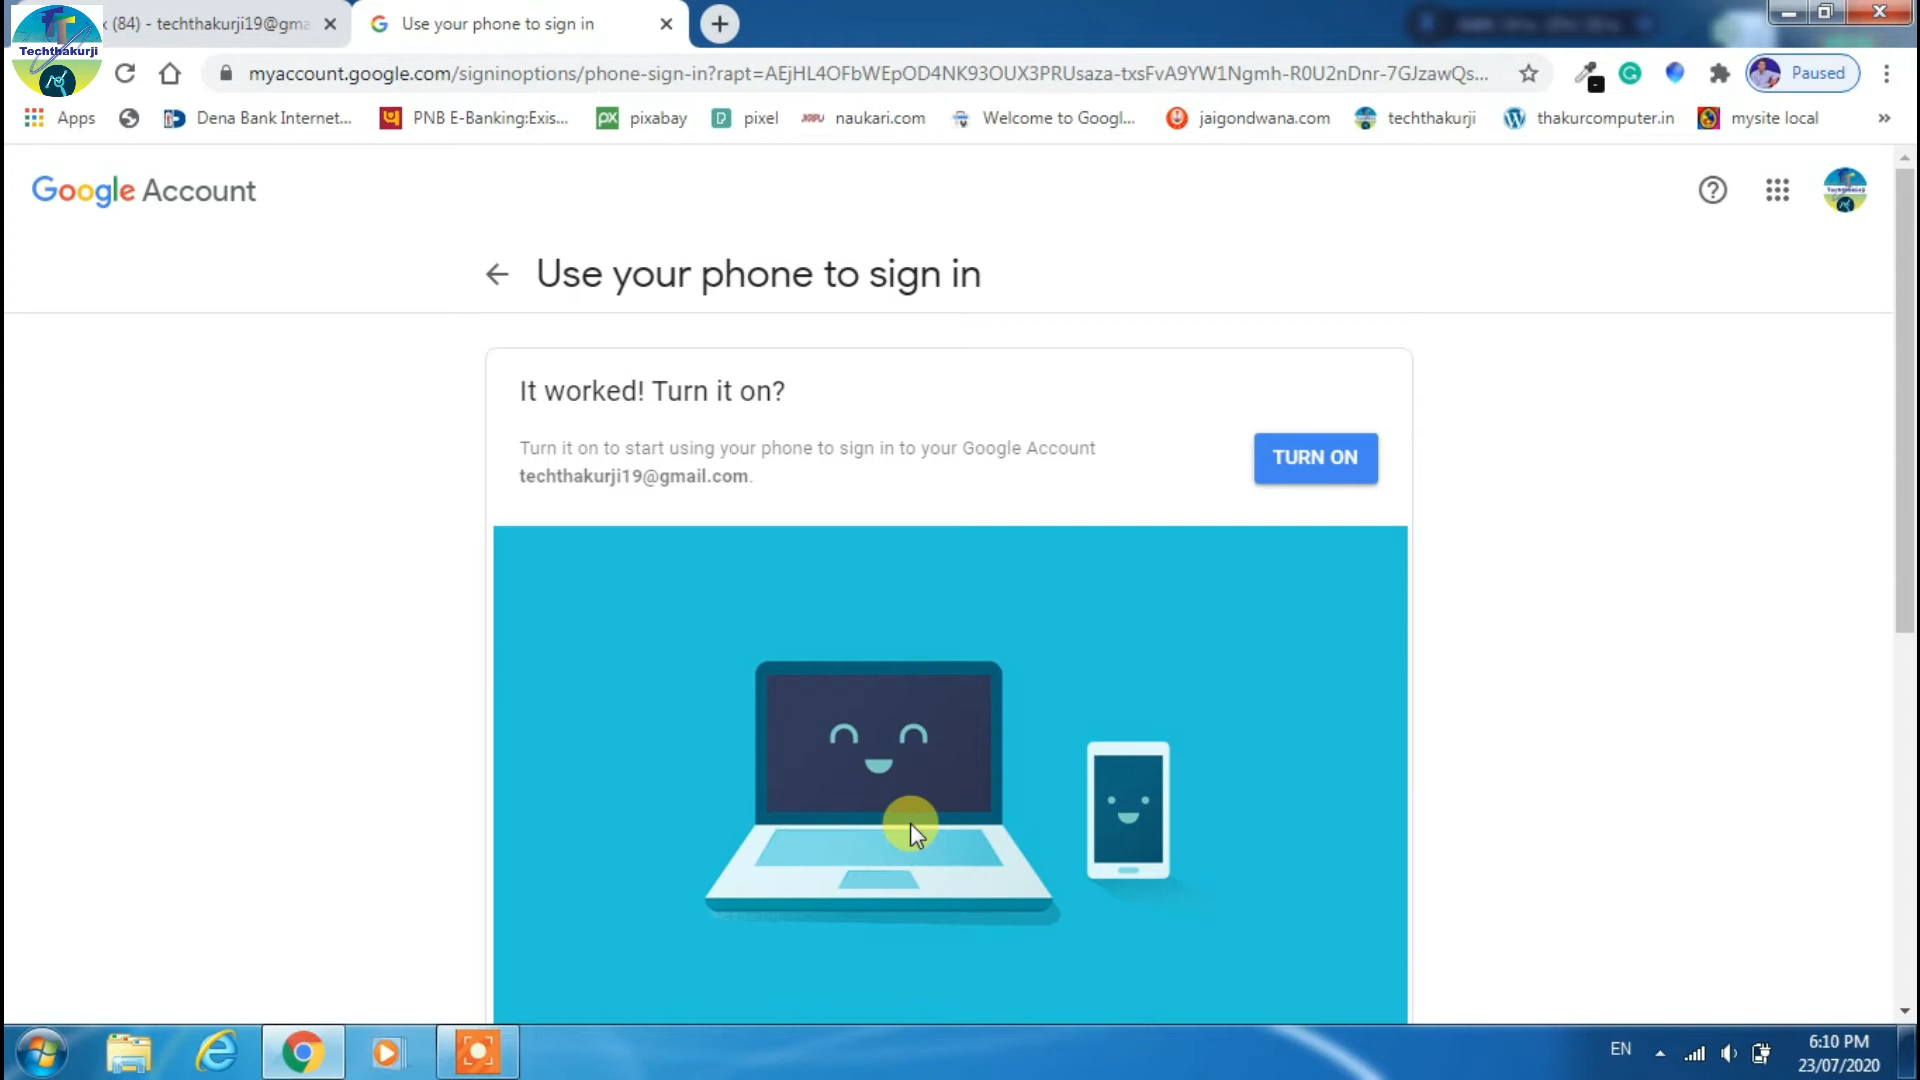 x (84) - techthakurji19@gma
Use your phone to sign in
Techthakurji
myaccount.google.com/signinoptions/phone-sign-in?rapt=AEjHL4OFbWEpOD4NK93OUX3PRUsaza-txsFvA9YW1Ngmh-R0U2nDnr-7GJzawQs...
Paused
Apps
Dena Bank Internet...
PNB E-Banking:Exis...
pixabay
pixel
naukari.com
Welcome to Googl...
jaigondwana.com
techthakurji
thakurcomputer.in
mysite local
»
Google Account
Use your phone to sign in
It worked! Turn it on?
Turn it on to start using your phone to sign in to your Google Account
techthakurji19@gmail.com.
TURN ON
EN
6:10 PM
23/07/2020